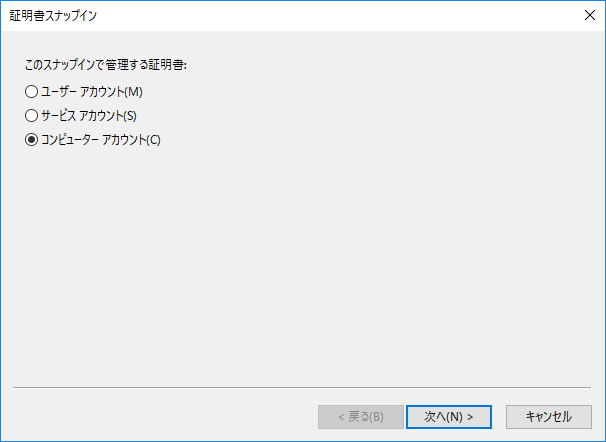 証明書スナップイン
このスナップインで管理する証明書:
ユーザー アカウント(M)
サービス アカウント(S)
コンピューター アカウント(C)
< 戻る(B)
次へ(N) >
キャンセル